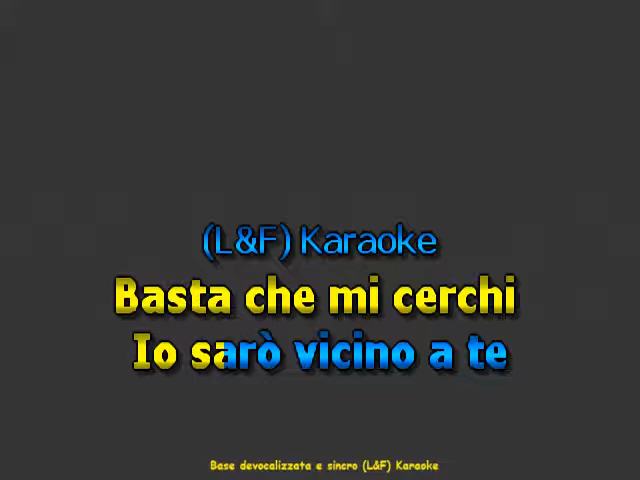 (L&F) Karaoke
Basta che mi cerchi
Io sarò vicino a te
Base devocalizzata e sincro (L&F) Karaoke